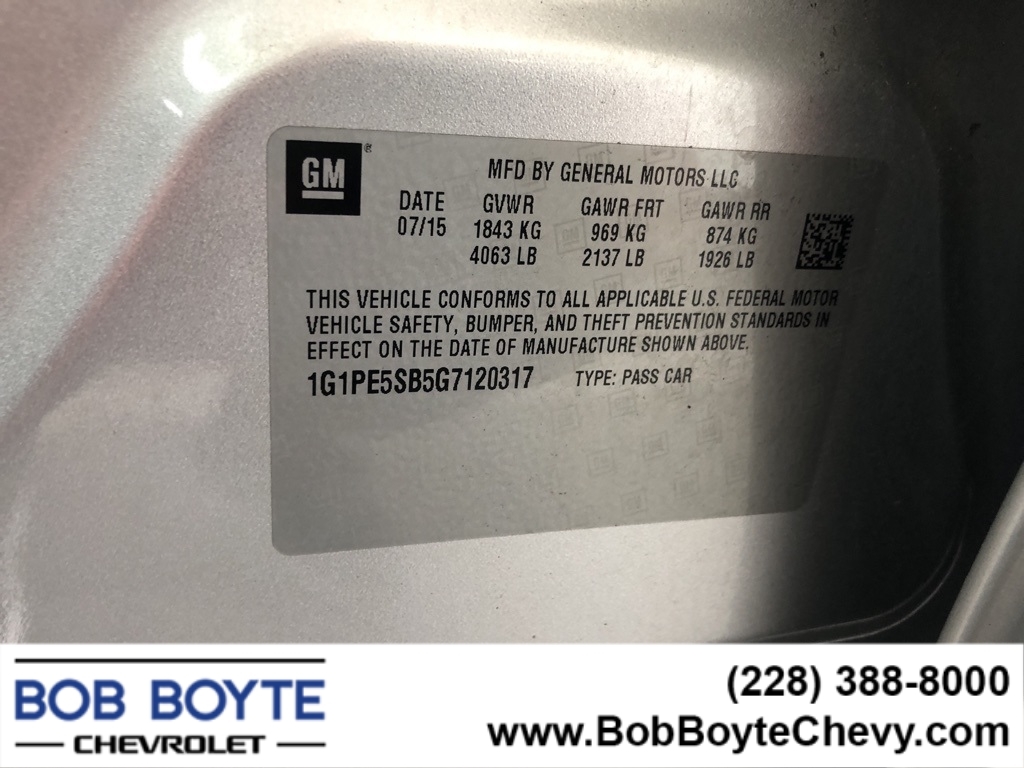 GM ®
MFD BY GENERAL MOTORS LLC
DATE GVWR GAWR FRT GAWR RR
07/15 1843 KG 969 KG 874 KG
4063 LB 2137 LB 1926 LB
THIS VEHICLE CONFORMS TO ALL APPLICABLE U.S. FEDERAL MOTOR
VEHICLE SAFETY, BUMPER, AND THEFT PREVENTION STANDARDS IN
EFFECT ON THE DATE OF MANUFACTURE SHOWN ABOVE.
1G1PE5SB5G7120317 TYPE: PASS CAR
BOB BOYTE
CHEVROLET
(228) 388-8000
www.BobBoyteChevy.com